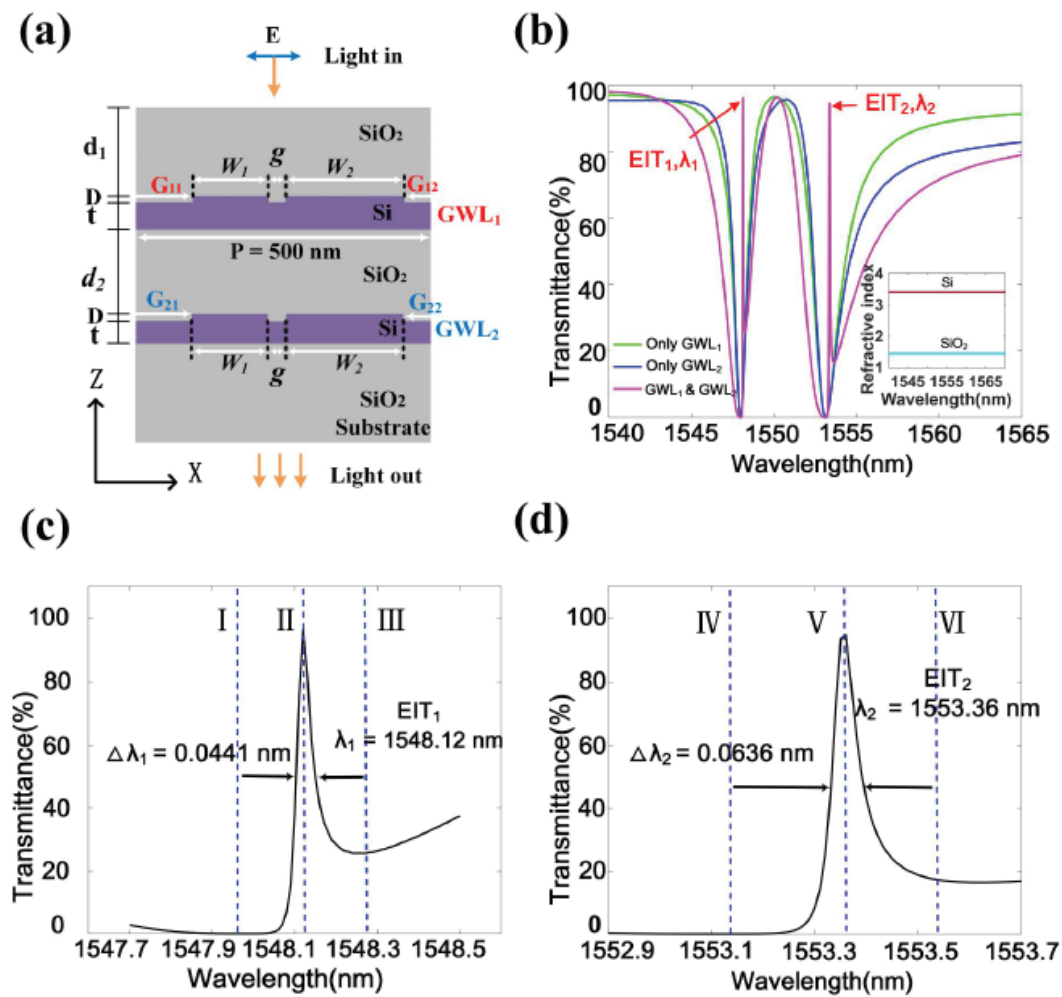 (a)
E
Light in
SiO₂
d₁
W₁
g
W₂
G₁₁
G₁₂
D
t
Si
GWL₁
P = 500 nm
d₂
SiO₂
G₂₁
G₂₂
D
t
Si
GWL₂
W₁
g
W₂
Z
SiO₂
Substrate
X
Light out
(b)
Transmittance(%)
100
80
60
40
20
0
EIT₁,λ₁
EIT₂,λ₂
Only GWL₁
Only GWL₂
GWL₁ & GWL₂
Refractive index
4
3
2
1
Si
SiO₂
1545 1555 1565
Wavelength(nm)
1540 1545 1550 1555 1560 1565
Wavelength(nm)
(c)
Transmittance(%)
100
80
60
40
20
0
I II III
EIT₁
△λ₁ = 0.0441 nm
λ₁ = 1548.12 nm
1547.7 1547.9 1548.1 1548.3 1548.5
Wavelength(nm)
(d)
Transmittance(%)
100
80
60
40
20
0
IV V VI
EIT₂
λ₂ = 1553.36 nm
△λ₂ = 0.0636 nm
1552.9 1553.1 1553.3 1553.5 1553.7
Wavelength(nm)